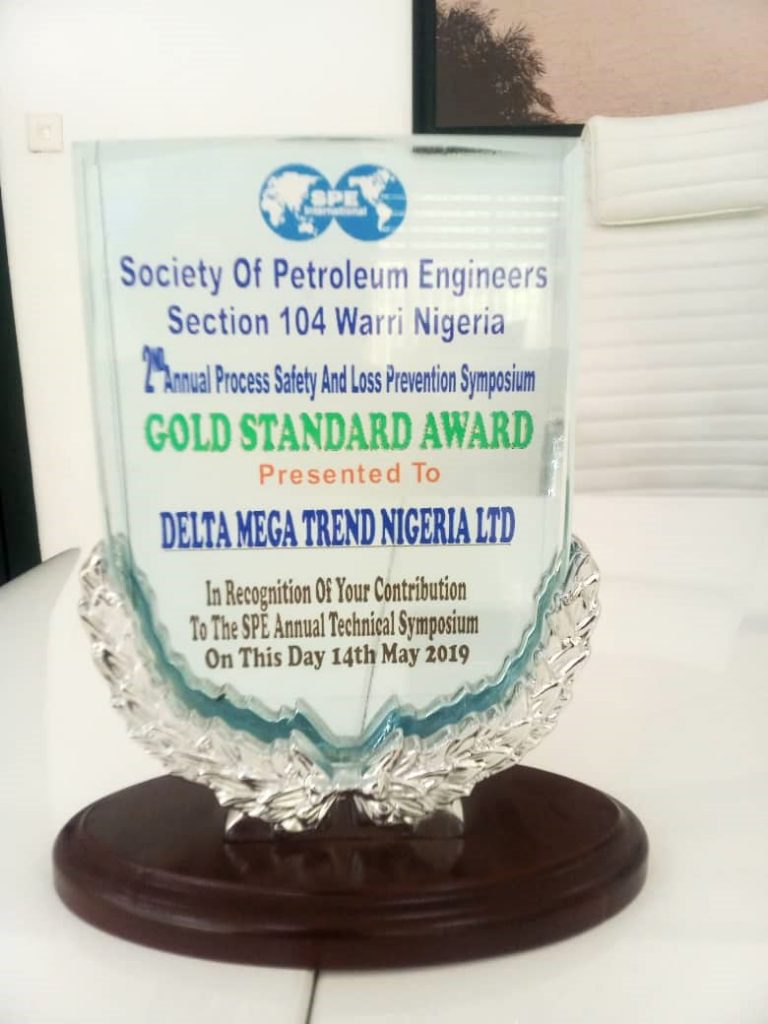 SPE
International
Society Of Petroleum Engineers
Section 104 Warri Nigeria
2ND Annual Process Safety And Loss Prevention Symposium
GOLD STANDARD AWARD
Presented To
DELTA MEGA TREND NIGERIA LTD
In Recognition Of Your Contribution
To The SPE Annual Technical Symposium
On This Day 14th May 2019